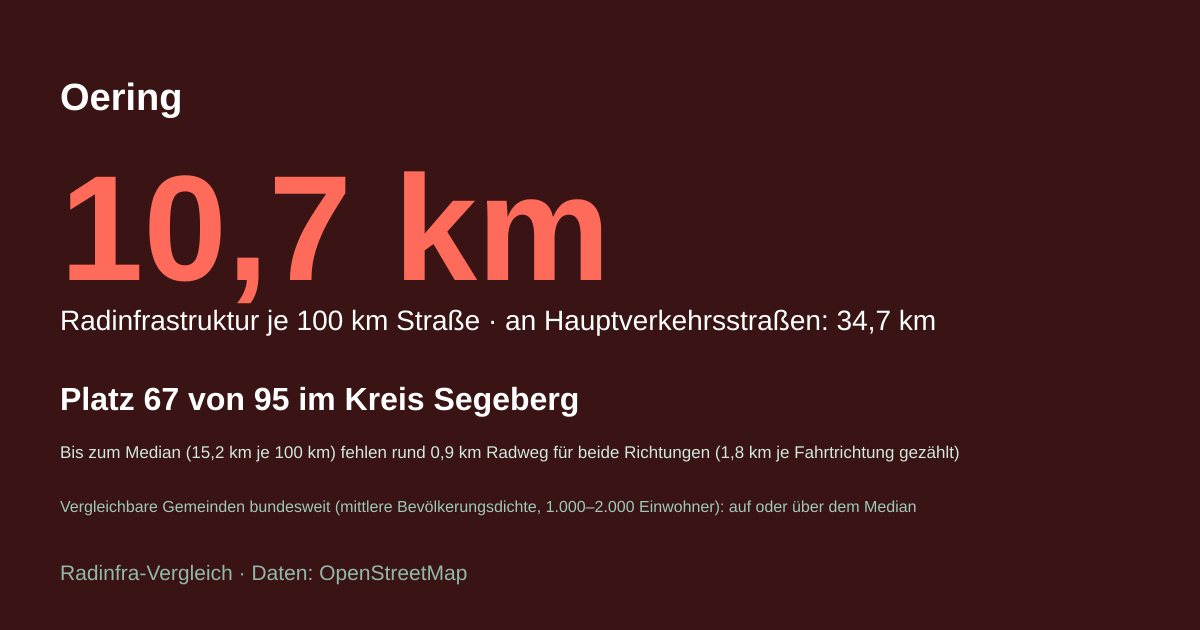 Oering
10,7 km
Radinfrastruktur je 100 km Straße · an Hauptverkehrsstraßen: 34,7 km
Platz 67 von 95 im Kreis Segeberg
Bis zum Median (15,2 km je 100 km) fehlen rund 0,9 km Radweg für beide Richtungen (1,8 km je Fahrtrichtung gezählt)
Vergleichbare Gemeinden bundesweit (mittlere Bevölkerungsdichte, 1.000–2.000 Einwohner): auf oder über dem Median
Radinfra-Vergleich · Daten: OpenStreetMap